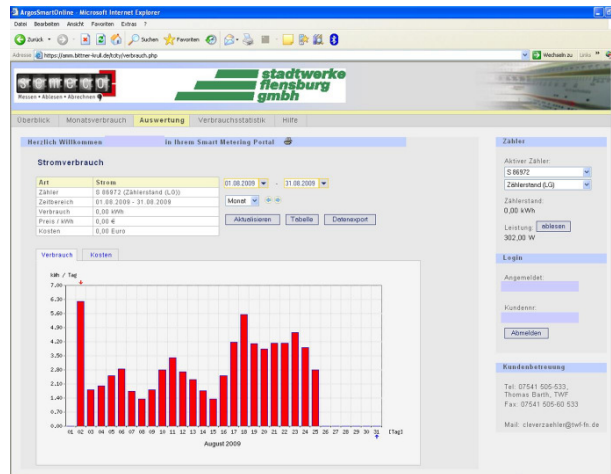 ArgosSmartOnline - Microsoft Internet Explorer
Datei Bearbeiten Ansicht Favoriten Extras ?
Zurück Suchen Favoriten
Adresse https://www.bittner-krull.de/tcity/verbrauch.php Wechseln zu Links
Messen • Ablesen • Abrechnen
stadtwerke
flensburg
gmbh
Überblick Monatsverbrauch Auswertung Verbrauchsstatistik Hilfe
Herzlich Willkommen in Ihrem Smart Metering Portal
Stromverbrauch
Art Strom
Zähler S 86972 (Zählerstand (LG))
Zeitbereich 01.08.2009 - 31.08.2009
Verbrauch 0,00 kWh
Preis / kWh 0,00 €
Kosten 0,00 Euro
01.08.2009 - 31.08.2009
Monat
Aktualisieren Tabelle Datenexport
Verbrauch Kosten
kWh / Tag
7,00
6,30
5,60
4,90
4,20
3,50
2,80
2,10
1,40
0,70
0,00
01 02 03 04 05 06 07 08 09 10 11 12 13 14 15 16 17 18 19 20 21 22 23 24 25 26 27 28 29 30 31 [Tag]
August 2009
Zähler
Aktiver Zähler:
S 86972
Zählerstand (LG)
Zählerstand:
0,00 kWh
Leistung: ablesen
302,00 W
Login
Angemeldet:
Kundennr.:
Abmelden
Kundenbetreuung
Tel: 07541 505-533,
Thomas Barth, TWF
Fax: 07541 505-60 533
Mail: cleverzaehler@twf-fn.de